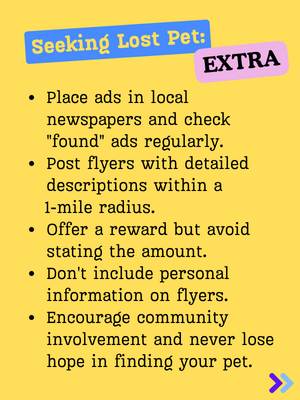 Seeking Lost Pet:
EXTRA
• Place ads in local
newspapers and check
"found" ads regularly.
• Post flyers with detailed
descriptions within a
1-mile radius.
• Offer a reward but avoid
stating the amount.
• Don't include personal
information on flyers.
• Encourage community
involvement and never lose
hope in finding your pet.